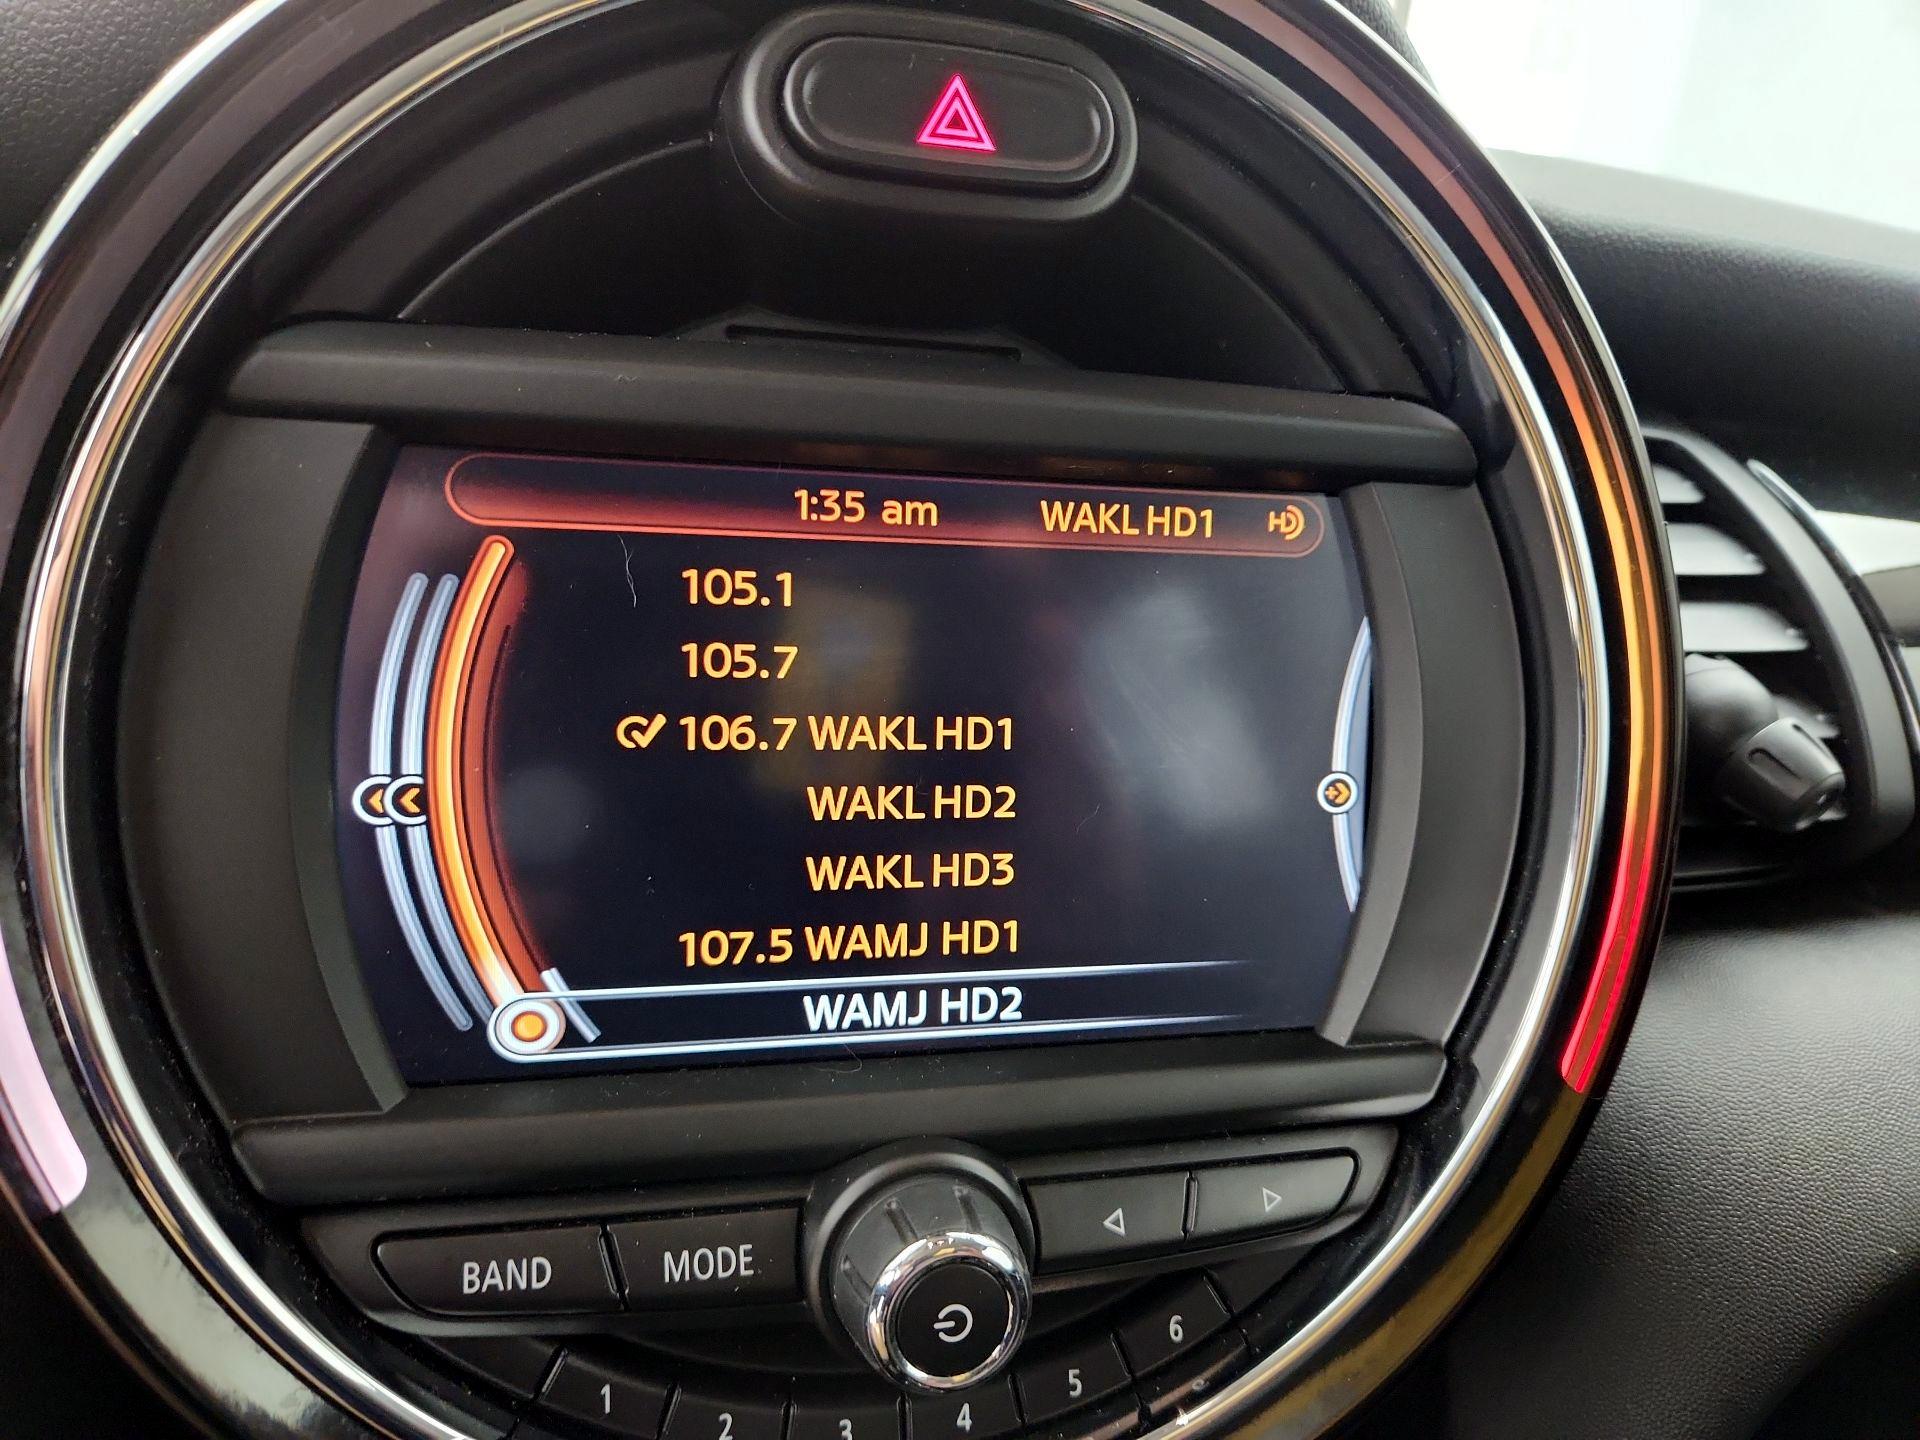 1:35 am WAKL HD1 HD
105.1
105.7
106.7 WAKL HD1
WAKL HD2
WAKL HD3
107.5 WAMJ HD1
WAMJ HD2
BAND MODE
1 2 3 4 5 6